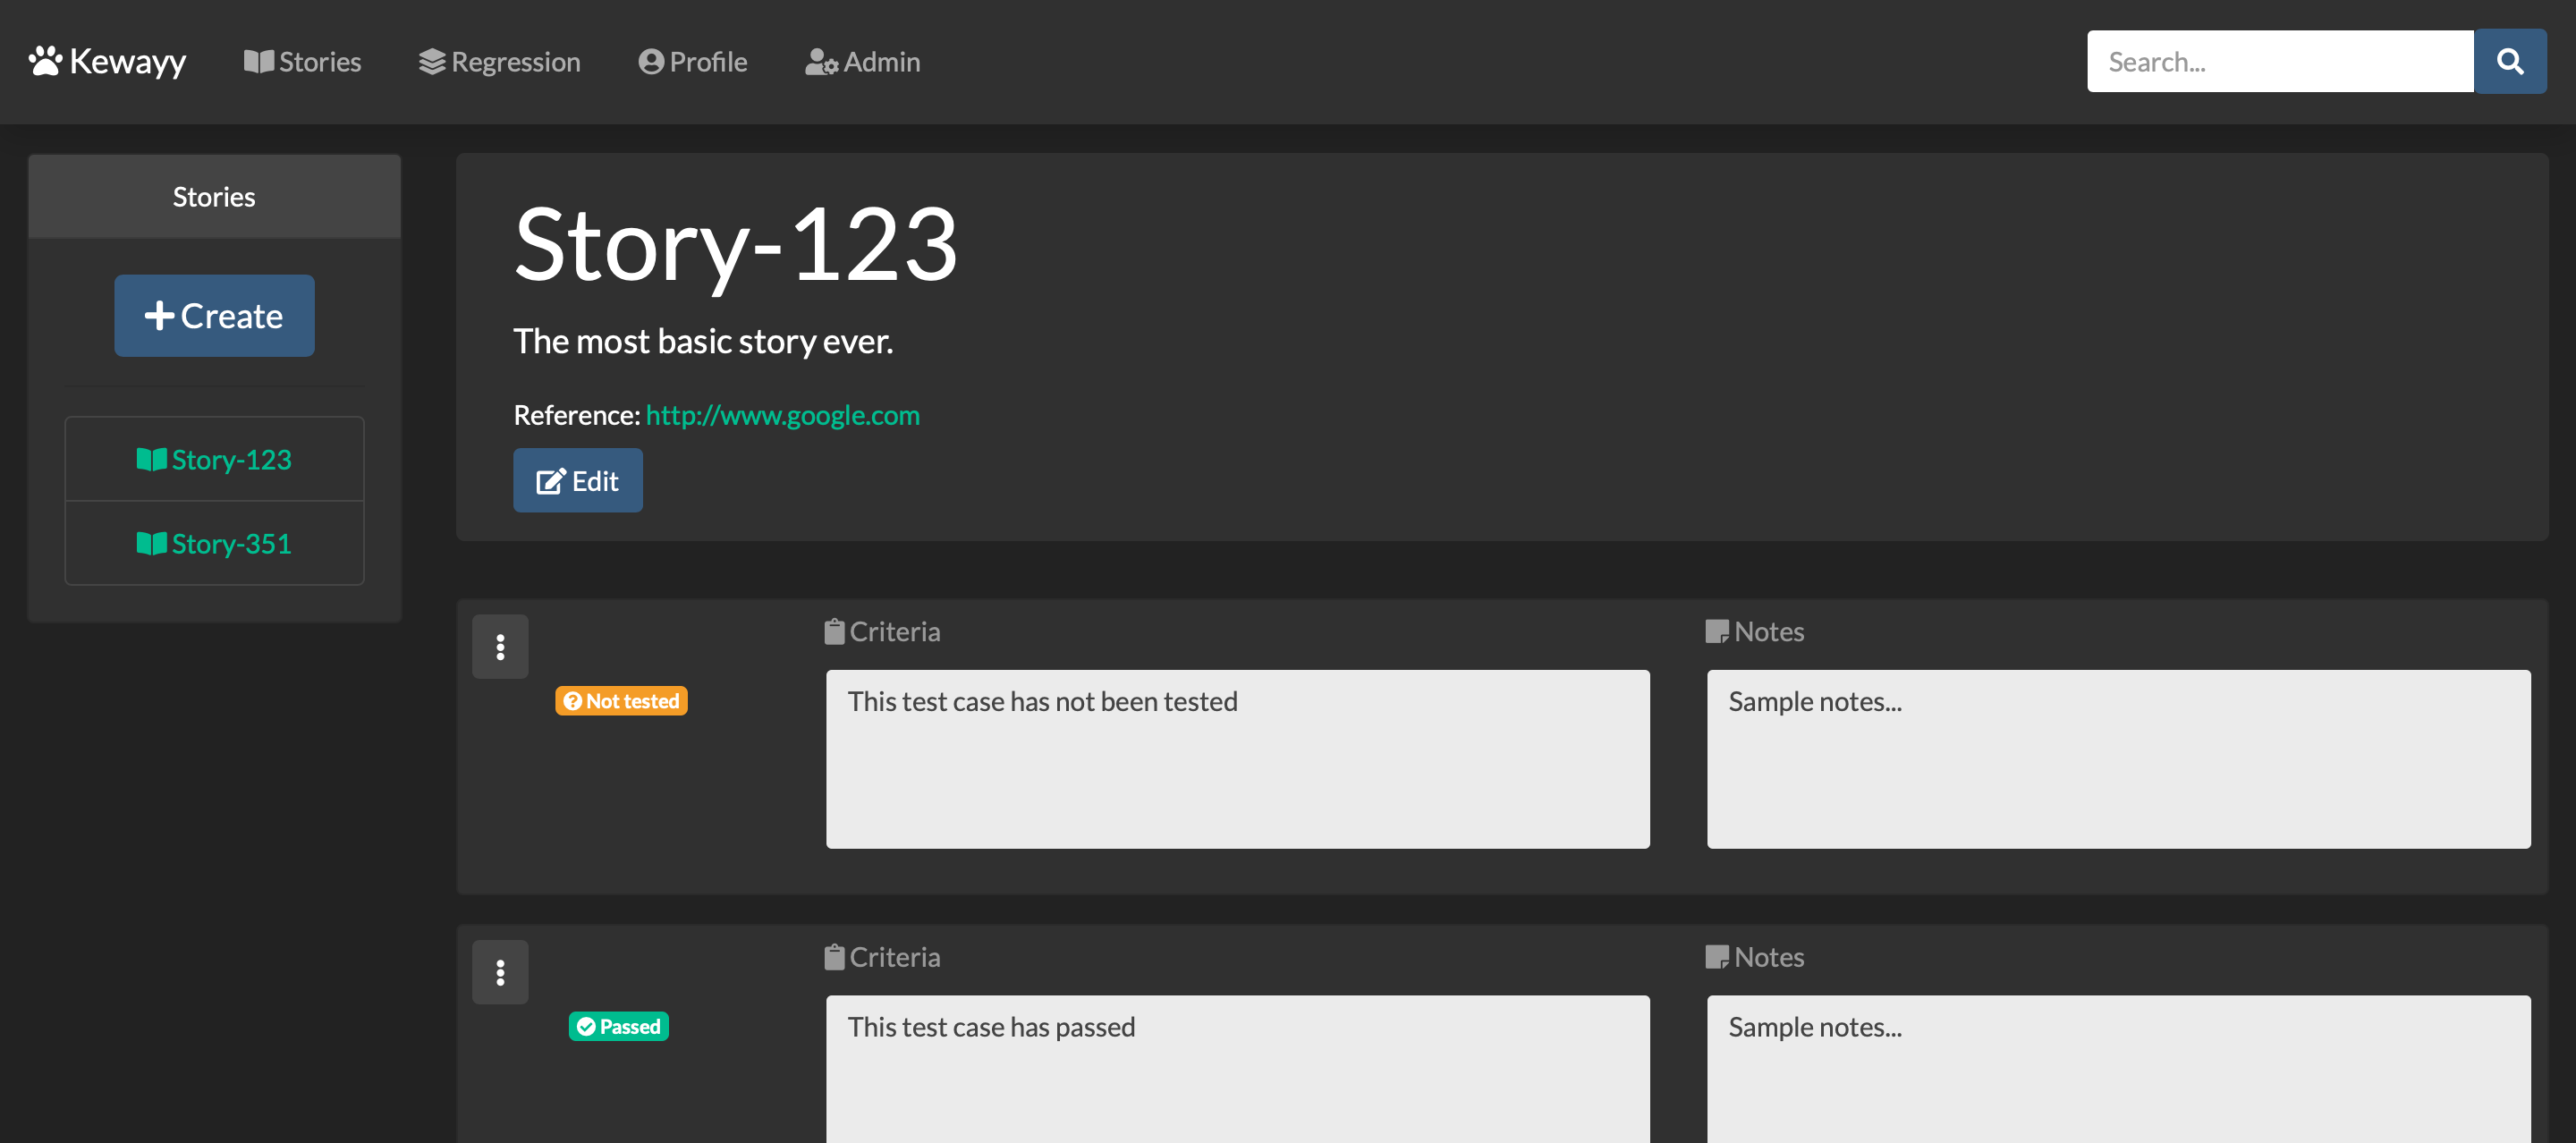 Kewayy Stories Regression Profile Admin Search...
Stories
Create
Story-123
Story-351
Story-123
The most basic story ever.
Reference: http://www.google.com
Edit
Criteria Notes
Not tested This test case has not been tested Sample notes...
Criteria Notes
Passed This test case has passed Sample notes...